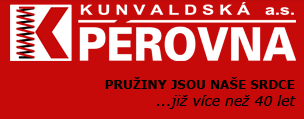 KUNVALDSKÁ a.s.
PÉROVNA
PRUŽINY JSOU NAŠE SRDCE
...již více než 40 let